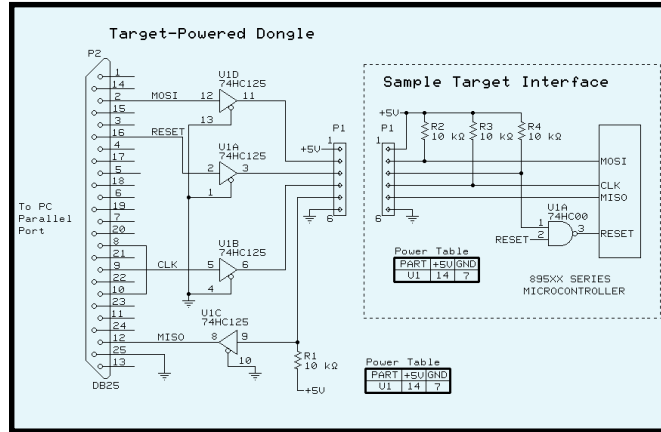 Target-Powered Dongle
P2
1
14
2
15
3
16
4
17
5
18
6
19
7
20
8
21
9
22
10
23
11
24
12
25
13
DB25
To PC
Parallel
Port
MOSI
12
U1D
74HC125
11
13
RESET
2
U1A
74HC125
3
1
CLK
5
U1B
74HC125
6
4
MISO
U1C
74HC125
8
9
10
R1
10 kΩ
+5V
P1
+5V
1
6
Sample Target Interface
+5V
P1
1
6
R2
10 kΩ
R3
10 kΩ
R4
10 kΩ
MOSI
CLK
MISO
U1A
74HC00
1
RESET
2
3
RESET
Power Table
PART +5V GND
U1 14 7
895XX SERIES
MICROCONTROLLER
Power Table
PART +5V GND
U1 14 7